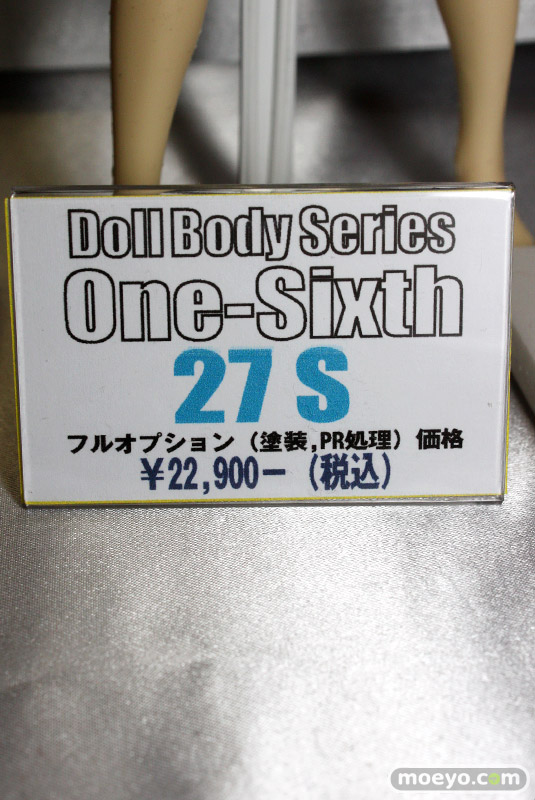 Doll Body Series
One-Sixth
27 S
フルオプション（塗装,PR処理）価格
￥22,900－（税込）
moeyo.com